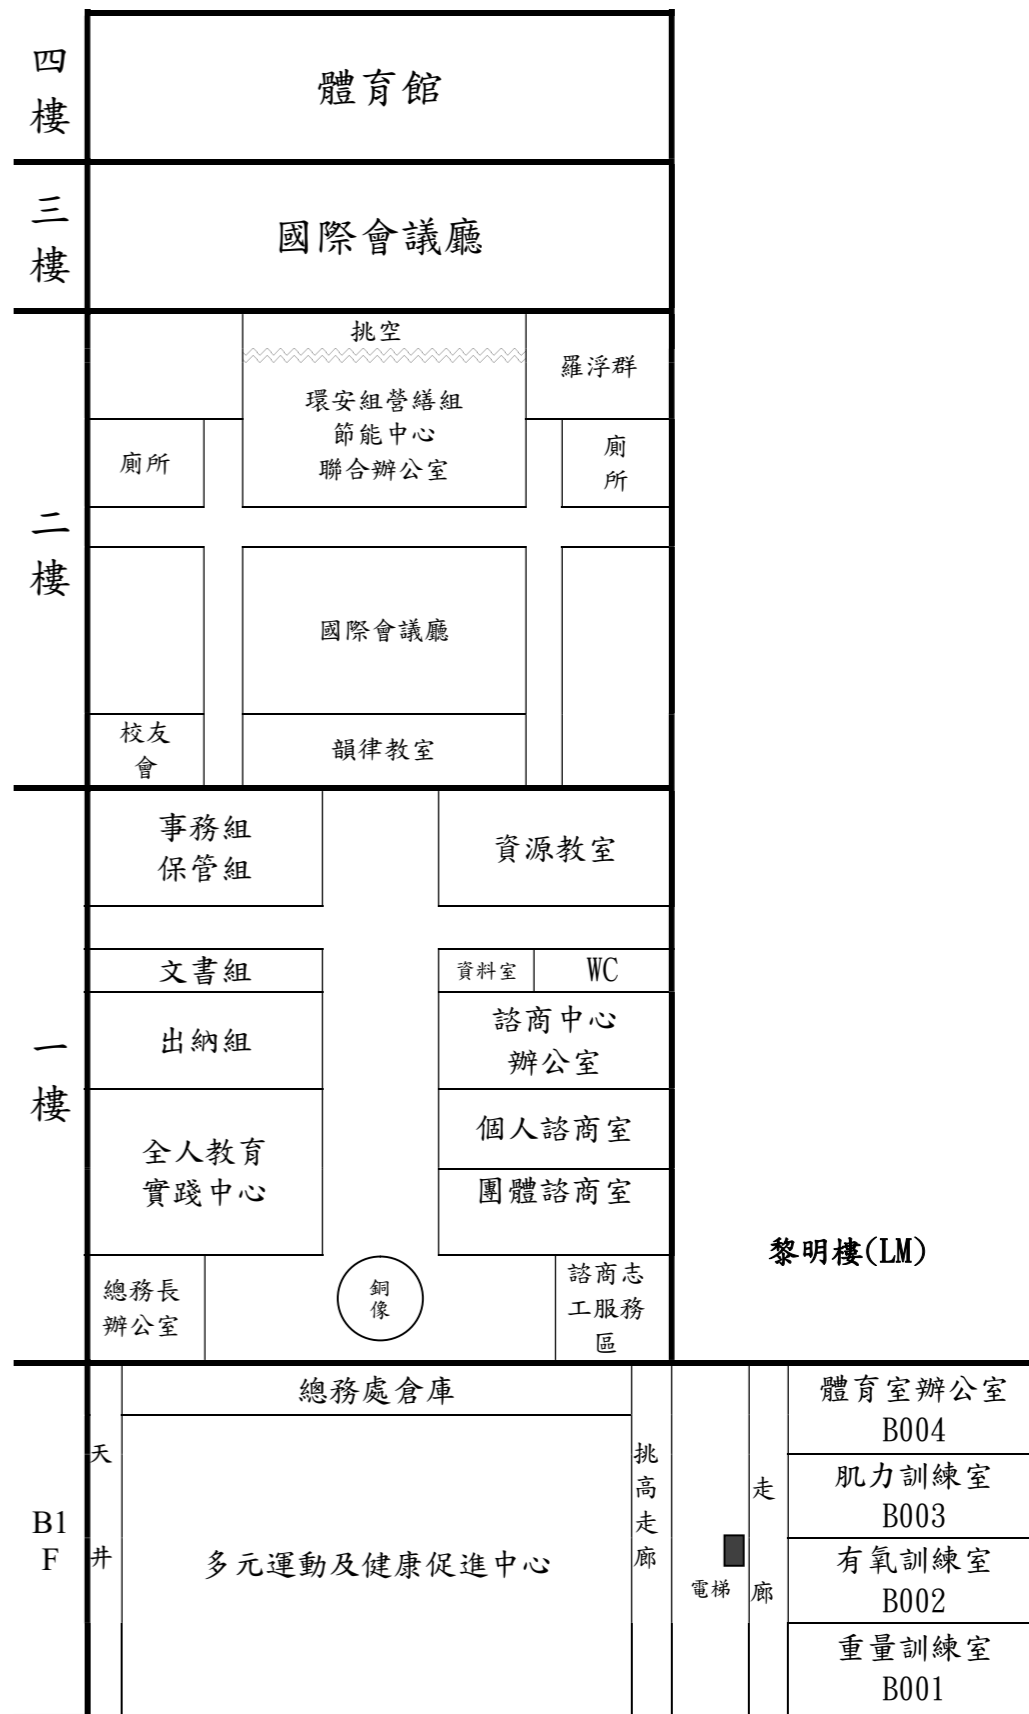 四
樓
體育館
三
樓
國際會議廳
二
樓
挑空
羅浮群
環安組營繕組
節能中心
聯合辦公室
廁所
廁
所
國際會議廳
校友
會
韻律教室
一
樓
事務組
保管組
資源教室
文書組
資料室
WC
出納組
諮商中心
辦公室
全人教育
實踐中心
個人諮商室
團體諮商室
總務長
辦公室
銅
像
諮商志
工服務
區
黎明樓(LM)
B1
F
天
井
總務處倉庫
多元運動及健康促進中心
挑
高
走
廊
電梯
走
廊
體育室辦公室
B004
肌力訓練室
B003
有氧訓練室
B002
重量訓練室
B001